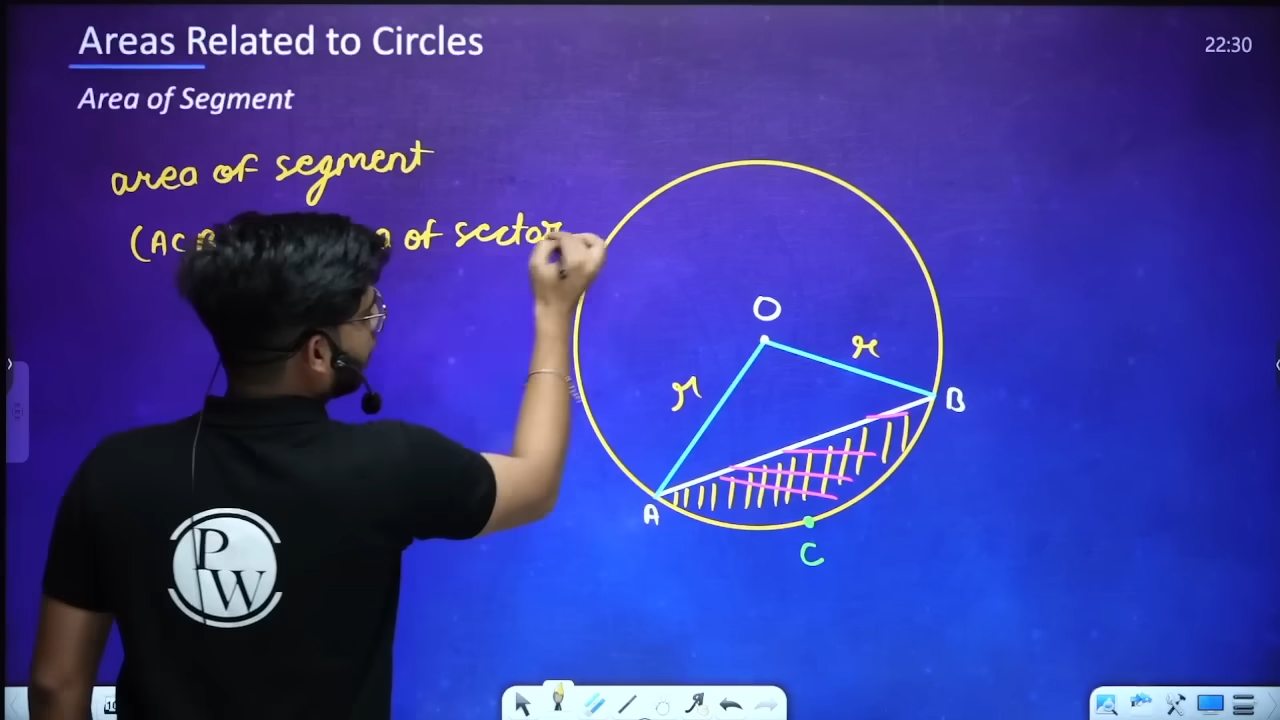 Areas Related to Circles
22:30
Area of Segment
area of segment
(ACB of sector
O
r
r
B
A
C
PW